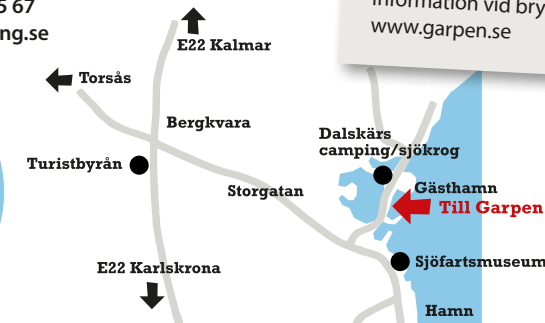 5 67
ng.se
information vid bry
www.garpen.se
E22 Kalmar
Torsås
Bergkvara
Dalskärs
camping/sjökrog
Turistbyrån
Storgatan
Gästhamn
Till Garpen
E22 Karlskrona
Sjöfartsmuseum
Hamn